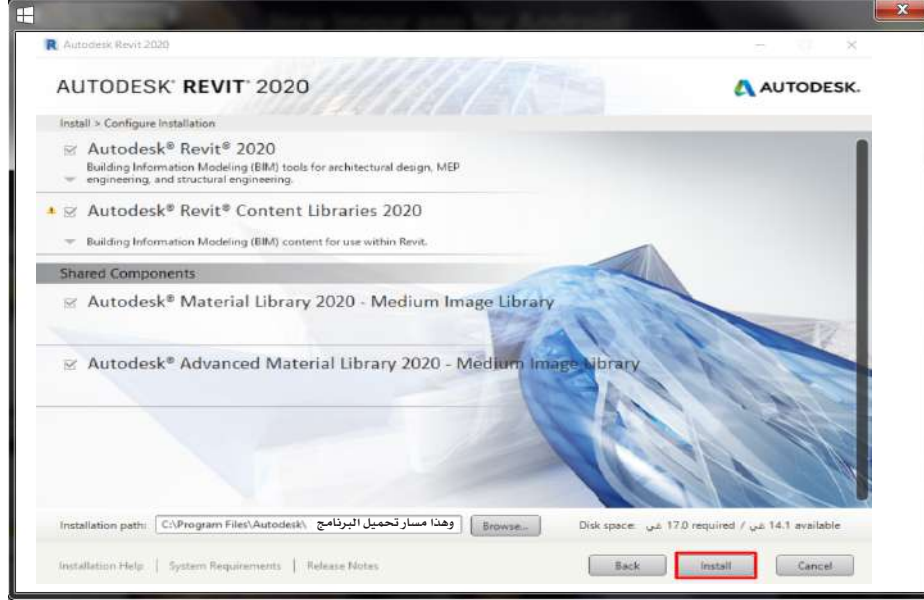 Autodesk Revit 2020
AUTODESK® REVIT® 2020
AUTODESK.
Install > Configure Installation
Autodesk® Revit® 2020
Building Information Modeling (BIM) tools for architectural design, MEP
engineering, and structural engineering.
Autodesk® Revit® Content Libraries 2020
Building Information Modeling (BIM) content for use within Revit.
Shared Components
Autodesk® Material Library 2020 - Medium Image Library
Autodesk® Advanced Material Library 2020 - Medium Image Library
Installation path: C:\Program Files\Autodesk\ وهذا مسار تحميل البرنامج Browse... Disk space: غي 17.0 required / غي 14.1 available
Installation Help | System Requirements | Release Notes Back Install Cancel